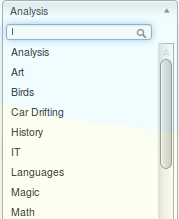 Analysis
l
Analysis
Art
Birds
Car Drifting
History
IT
Languages
Magic
Math